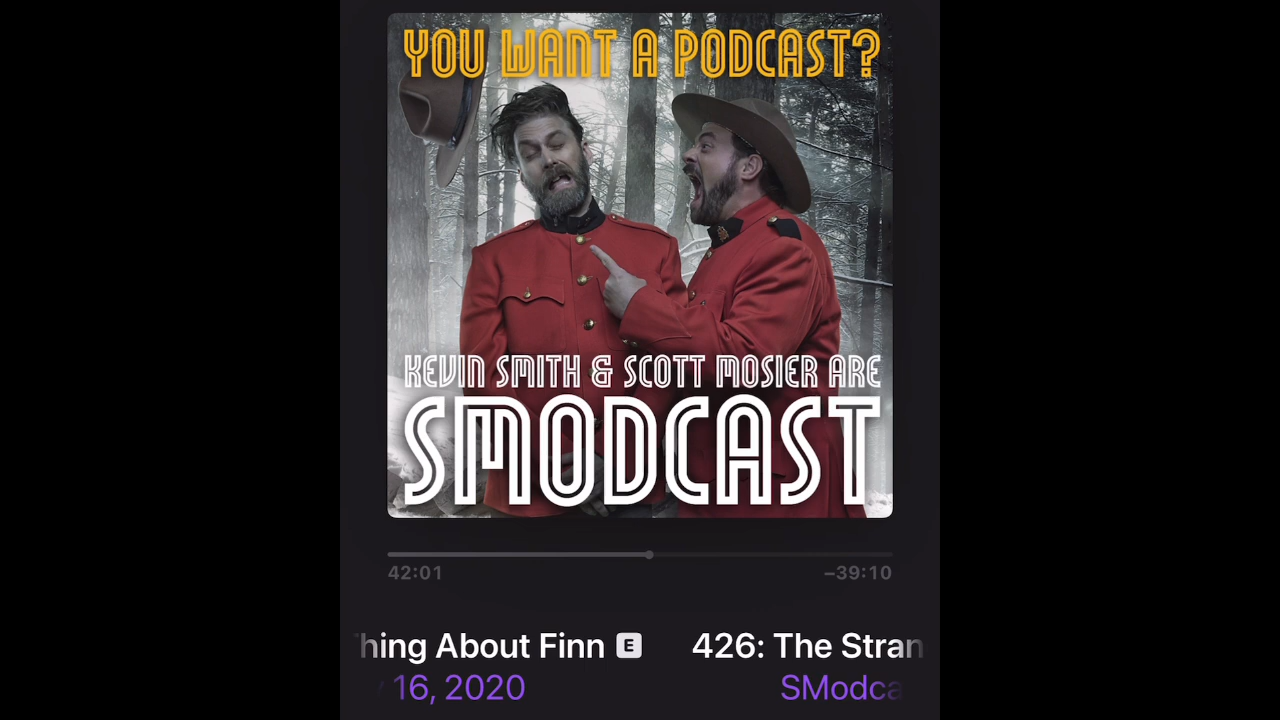 YOU WANT A PODCAST?
KEVIN SMITH & SCOTT MOSIER ARE
SMODCAST
42:01
-39:10
hing About Finn E 426: The Stran
16, 2020 SModca